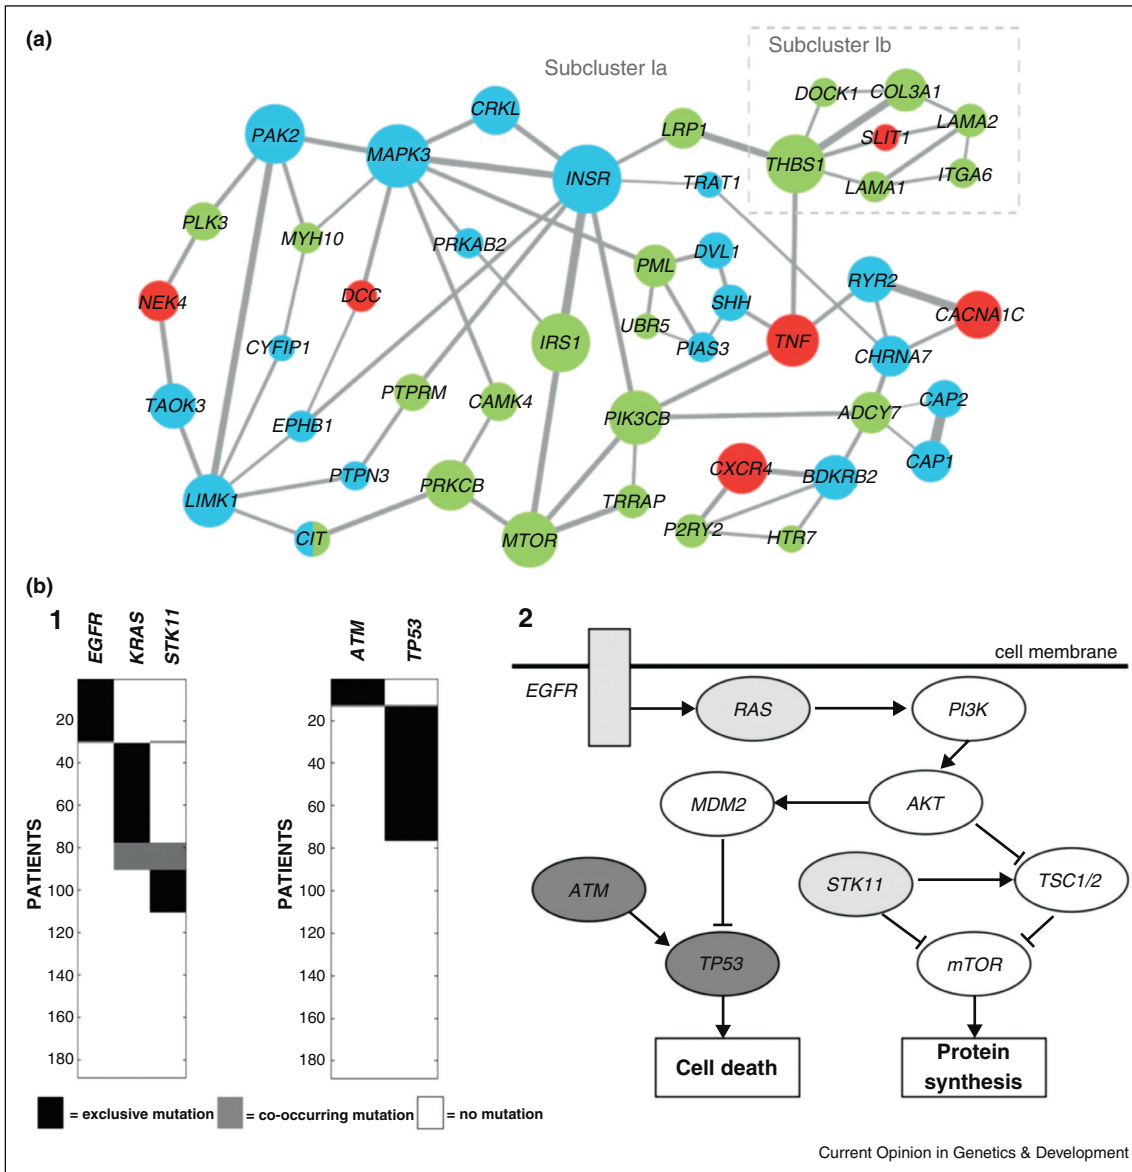 (a)
Subcluster Ia
Subcluster Ib
DOCK1
COL3A1
CRKL
LRP1
LAMA2
PAK2
MAPK3
SLIT1
THBS1
INSR
TRAT1
LAMA1
ITGA6
PLK3
MYH10
PRKAB2
PML
DVL1
RYR2
NEK4
DCC
SHH
CACNA1C
UBR5
CYFIP1
IRS1
PIAS3
TNF
CHRNA7
TAOK3
PTPRM
CAMK4
CAP2
EPHB1
PIK3CB
ADCY7
CXCR4
CAP1
PTPN3
PRKCB
BDKRB2
LIMK1
TRRAP
CIT
MTOR
P2RY2
HTR7
(b)
1
EGFR
KRAS
STK11
PATIENTS
20
40
60
80
100
120
140
160
180
ATM
TP53
PATIENTS
20
40
60
80
100
120
140
160
180
= exclusive mutation
= co-occurring mutation
= no mutation
2
cell membrane
EGFR
RAS
PI3K
MDM2
AKT
ATM
STK11
TSC1/2
TP53
mTOR
Cell death
Protein
synthesis
Current Opinion in Genetics & Development